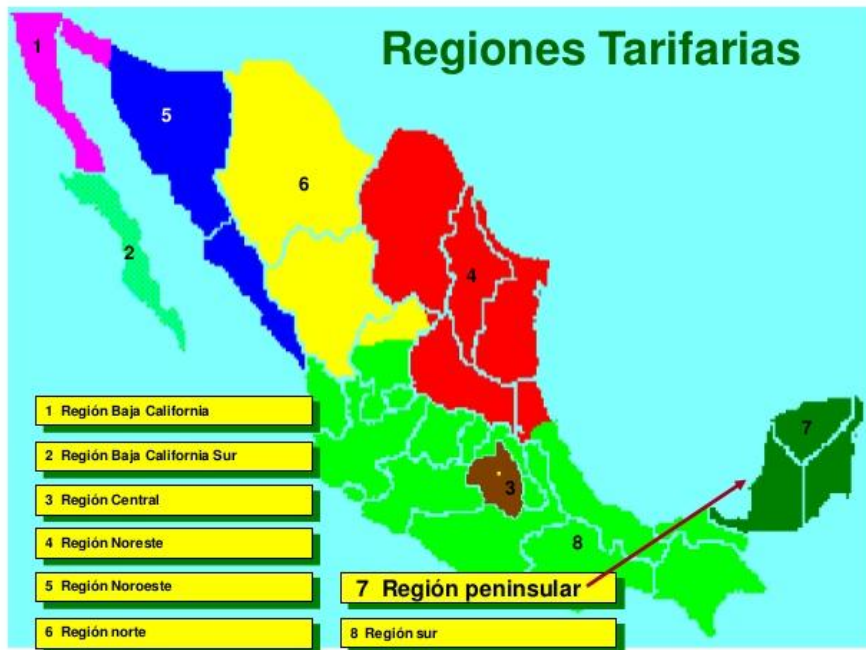 Regiones Tarifarias
1
5
6
2
4
7
3
8
1 Región Baja California
2 Región Baja California Sur
3 Región Central
4 Región Noreste
5 Región Noroeste
6 Región norte
7 Región peninsular
8 Región sur